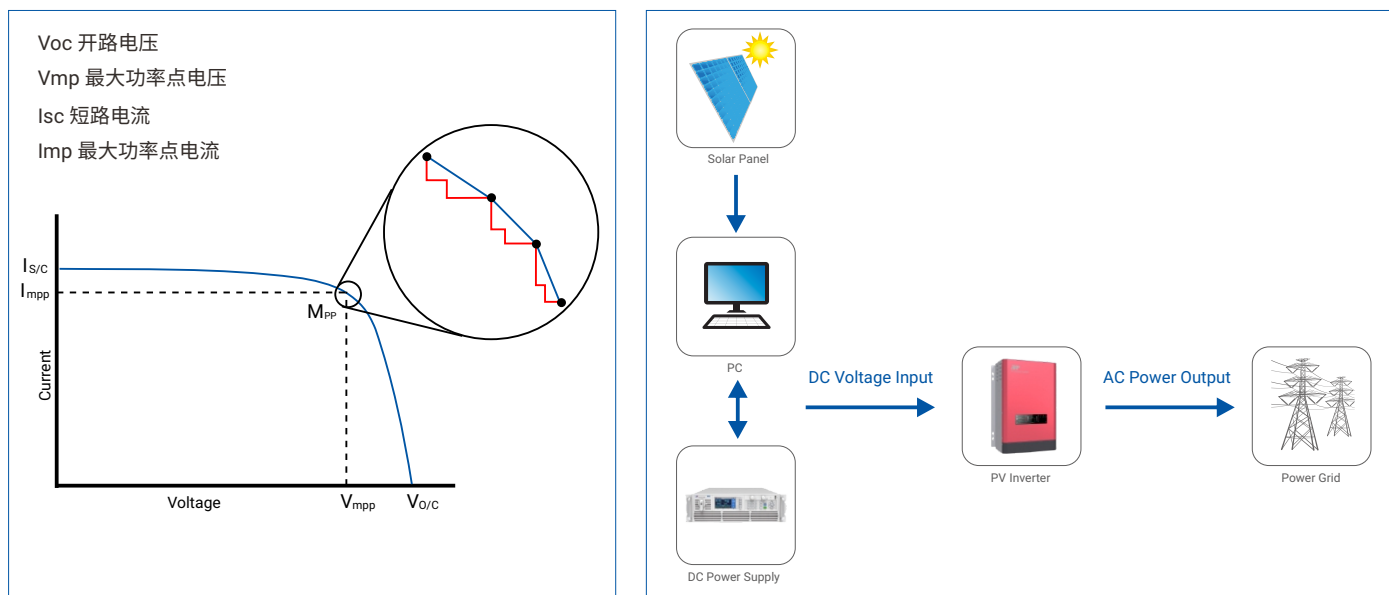 Voc 开路电压
Vmp 最大功率点电压
Isc 短路电流
Imp 最大功率点电流
IS/C
Impp
MPP
Current
Voltage
Vmpp
VO/C
Solar Panel
PC
DC Voltage Input
AC Power Output
PV Inverter
Power Grid
DC Power Supply